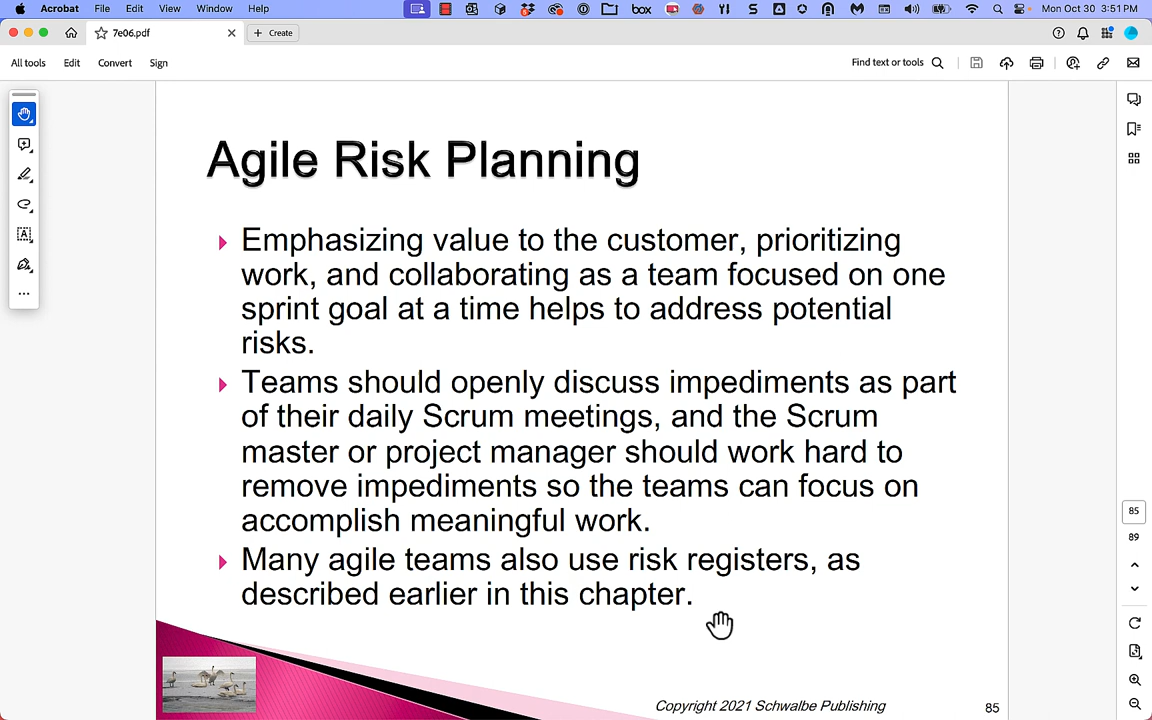 Acrobat File Edit View Window Help
box
Mon Oct 30 3:51 PM
7e06.pdf
Create
All tools Edit Convert Sign
Find text or tools
Agile Risk Planning
Emphasizing value to the customer, prioritizing
work, and collaborating as a team focused on one
sprint goal at a time helps to address potential
risks.
Teams should openly discuss impediments as part
of their daily Scrum meetings, and the Scrum
master or project manager should work hard to
remove impediments so the teams can focus on
accomplish meaningful work.
Many agile teams also use risk registers, as
described earlier in this chapter.
85
89
Copyright 2021 Schwalbe Publishing
85